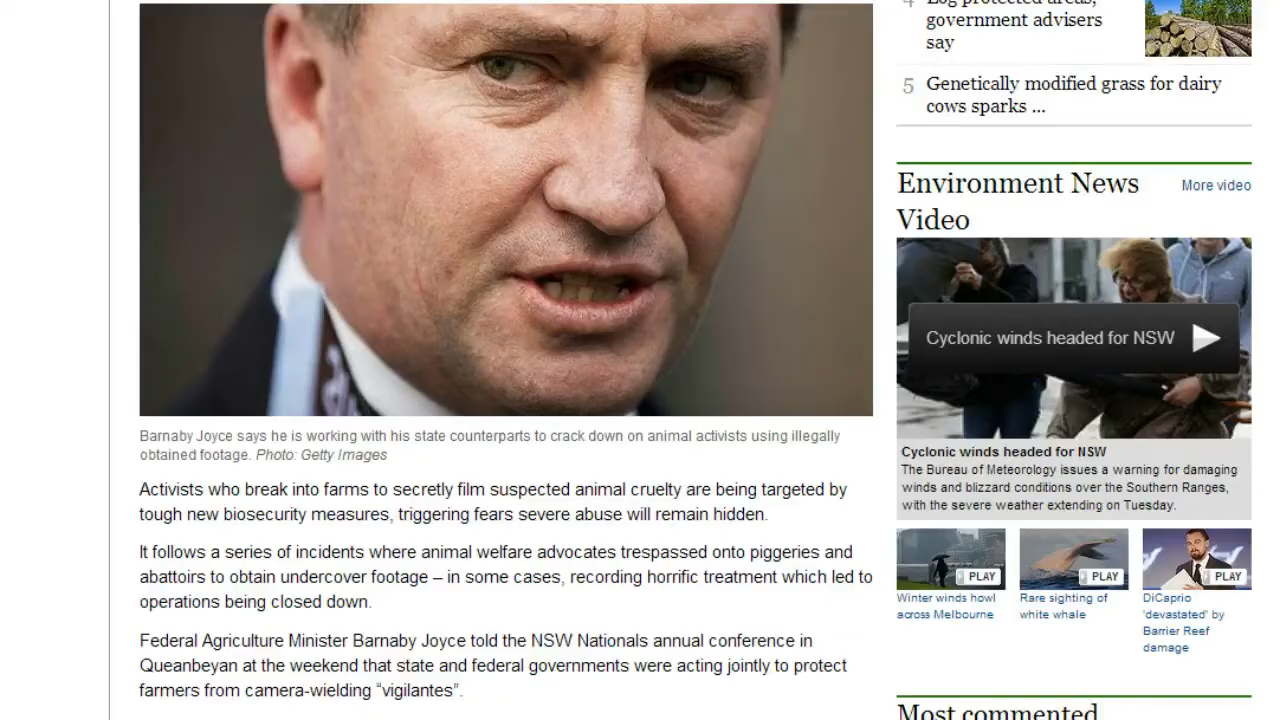 Barnaby Joyce says he is working with his state counterparts to crack down on animal activists using illegally
obtained footage. Photo: Getty Images
Activists who break into farms to secretly film suspected animal cruelty are being targeted by
tough new biosecurity measures, triggering fears severe abuse will remain hidden.
It follows a series of incidents where animal welfare advocates trespassed onto piggeries and
abattoirs to obtain undercover footage – in some cases, recording horrific treatment which led to
operations being closed down.
Federal Agriculture Minister Barnaby Joyce told the NSW Nationals annual conference in
Queanbeyan at the weekend that state and federal governments were acting jointly to protect
farmers from camera-wielding “vigilantes”.
4 Log protected areas,
government advisers
say
5 Genetically modified grass for dairy
cows sparks ...
Environment News
Video
More video
Cyclonic winds headed for NSW
Cyclonic winds headed for NSW
The Bureau of Meteorology issues a warning for damaging
winds and blizzard conditions over the Southern Ranges,
with the severe weather extending on Tuesday.
PLAY
Winter winds howl
across Melbourne
PLAY
Rare sighting of
white whale
PLAY
DiCaprio
'devastated' by
Barrier Reef
damage
Most commented